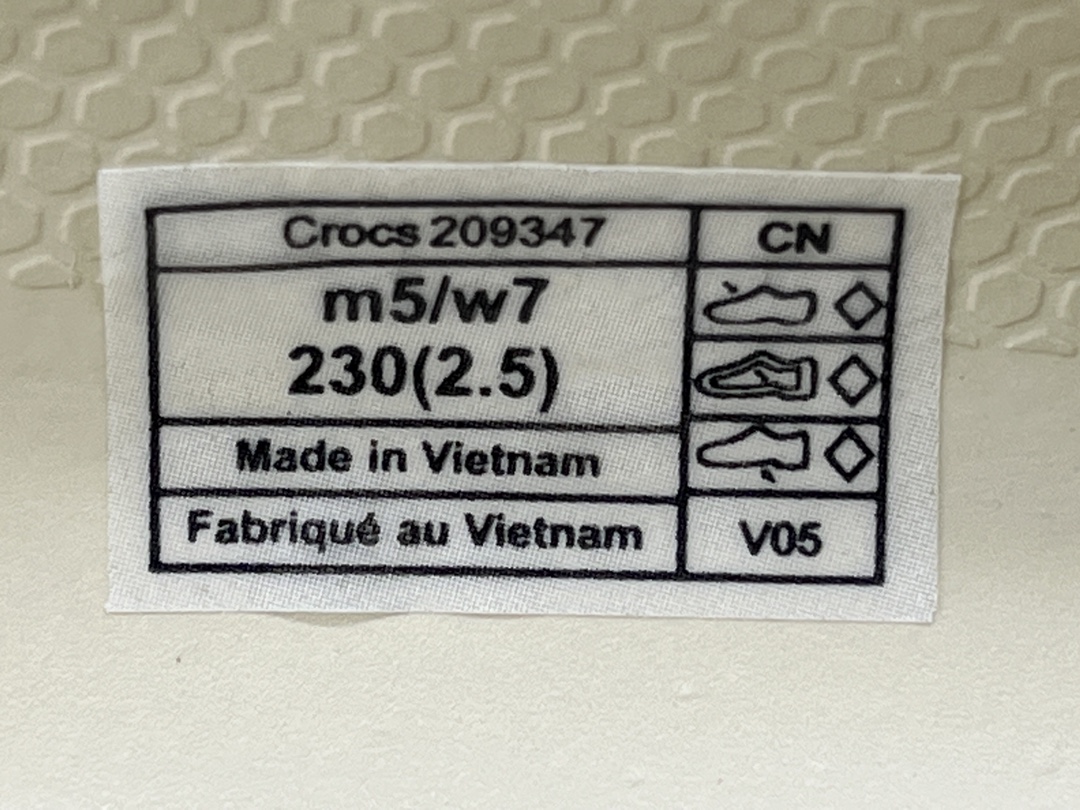 Crocs 209347
CN
m5/w7
230(2.5)
Made in Vietnam
Fabriqué au Vietnam
V05